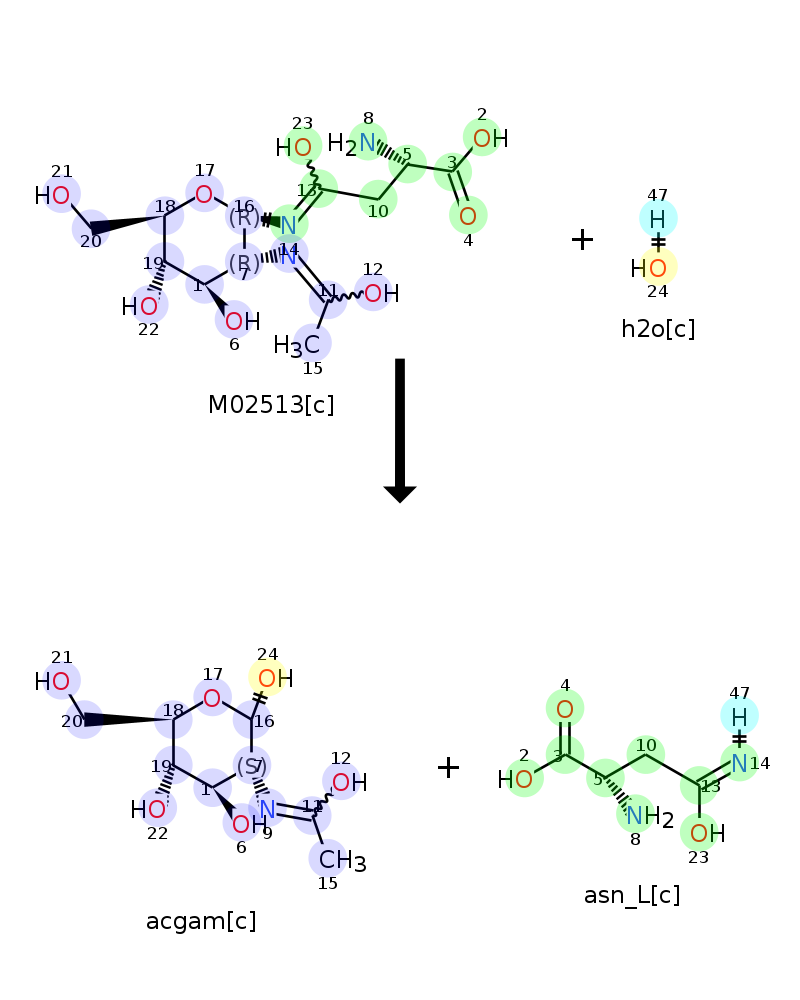 23 8 2
HO H2N 5 OH
21 17 13 3
HO O 16 47
18 (R) N 10 4 H
20 14 O +
19 (R) N 12 HO
7 11 OH 24
1 h2o[c]
HO OH
22 6 H3C
15
M02513[c]
24
21 OH 4 47
HO 17 O H
18 O 16 10
20 12 3 N 14
19 (S) 7 OH + 2 5 13
1 11 HO
HO OH N NH2 OH
22 6 9 8 23
CH3
15
asn_L[c]
acgam[c]